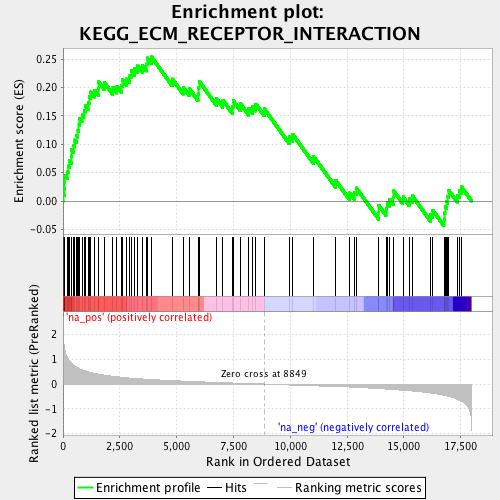 Enrichment plot:
KEGG_ECM_RECEPTOR_INTERACTION
Enrichment score (ES)
0.25
0.20
0.15
0.10
0.05
0.00
-0.05
'na_pos' (positively correlated)
Ranked list metric (PreRanked)
2
1
0
-1
-2
Zero cross at 8849
'na_neg' (negatively correlated)
0
2,500
5,000
7,500
10,000
12,500
15,000
17,500
Rank in Ordered Dataset
Enrichment profile
Hits
Ranking metric scores